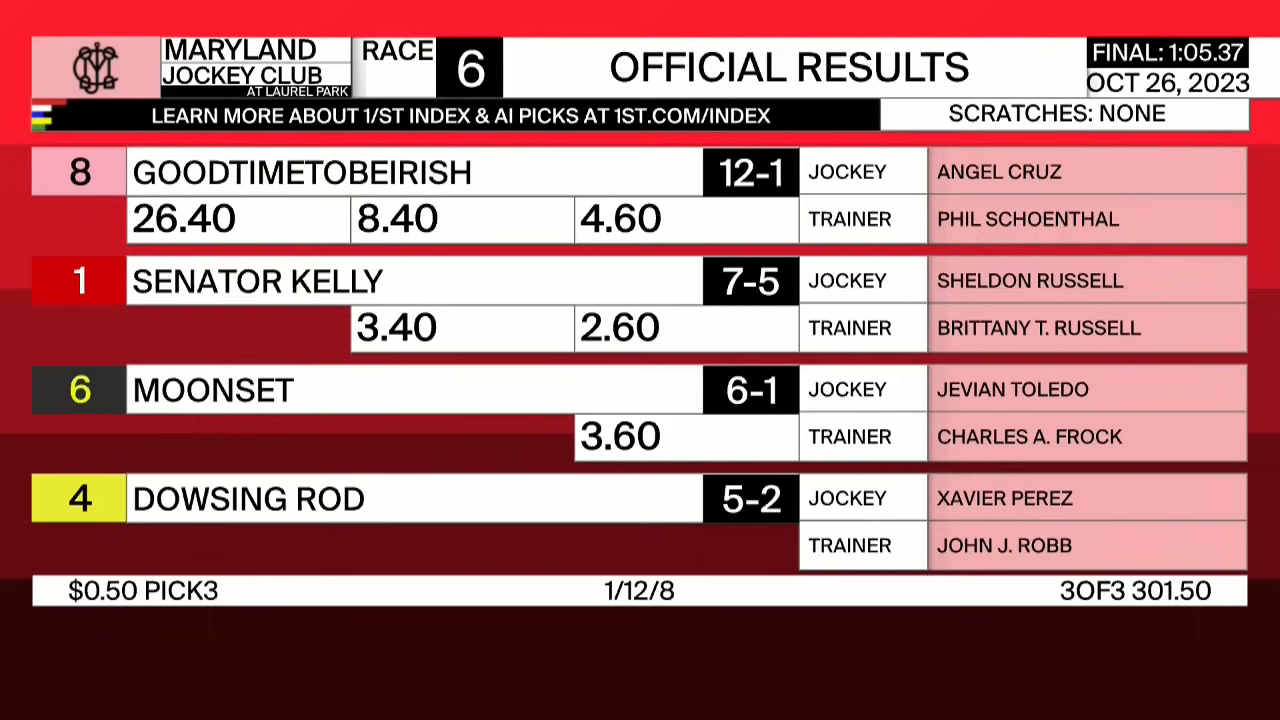 MARYLAND
JOCKEY CLUB
AT LAUREL PARK
RACE 6
OFFICIAL RESULTS
FINAL: 1:05.37
OCT 26, 2023
LEARN MORE ABOUT 1/ST INDEX & AI PICKS AT 1ST.COM/INDEX
SCRATCHES: NONE
8 GOODTIMETOBEIRISH 12-1 JOCKEY ANGEL CRUZ
26.40 8.40 4.60 TRAINER PHIL SCHOENTHAL
1 SENATOR KELLY 7-5 JOCKEY SHELDON RUSSELL
3.40 2.60 TRAINER BRITTANY T. RUSSELL
6 MOONSET 6-1 JOCKEY JEVIAN TOLEDO
3.60 TRAINER CHARLES A. FROCK
4 DOWSING ROD 5-2 JOCKEY XAVIER PEREZ
TRAINER JOHN J. ROBB
$0.50 PICK3 1/12/8 3OF3 301.50